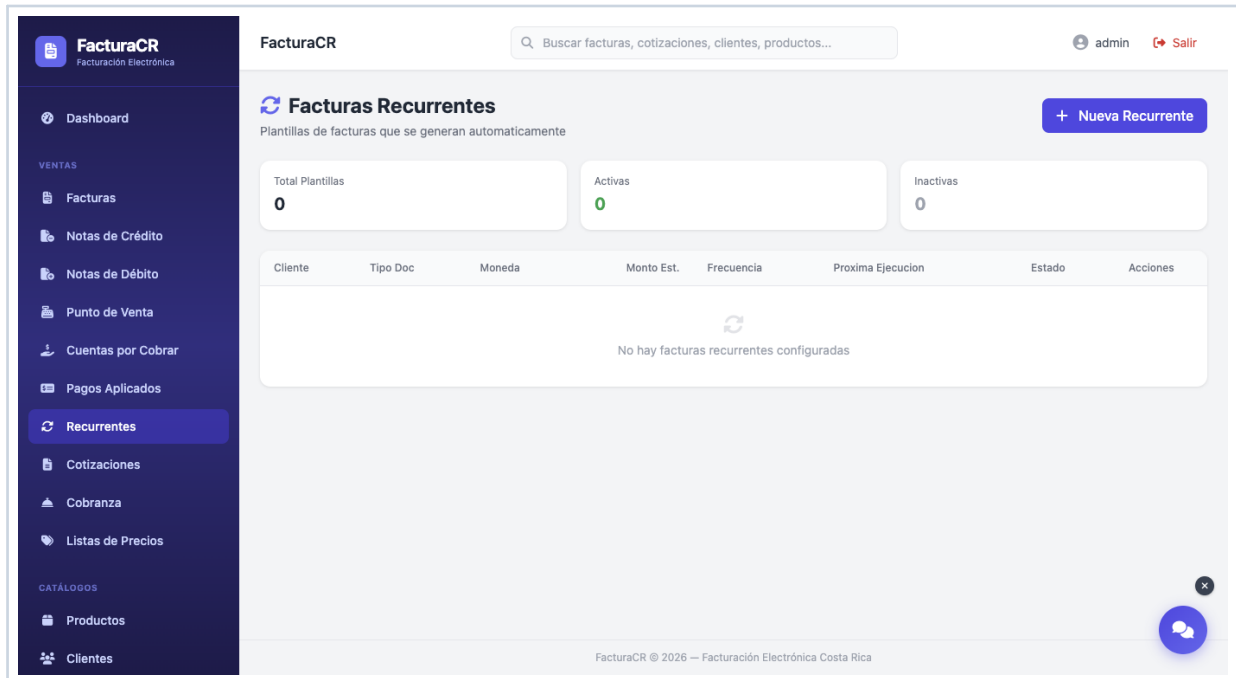 FacturaCR
Facturación Electrónica
Dashboard
VENTAS
Facturas
Notas de Crédito
Notas de Débito
Punto de Venta
Cuentas por Cobrar
Pagos Aplicados
Recurrentes
Cotizaciones
Cobranza
Listas de Precios
CATÁLOGOS
Productos
Clientes
FacturaCR
Buscar facturas, cotizaciones, clientes, productos...
admin
Salir
Facturas Recurrentes
Plantillas de facturas que se generan automaticamente
+ Nueva Recurrente
Total Plantillas
0
Activas
0
Inactivas
0
Cliente Tipo Doc Moneda Monto Est. Frecuencia Proxima Ejecucion Estado Acciones
No hay facturas recurrentes configuradas
FacturaCR © 2026 — Facturación Electrónica Costa Rica